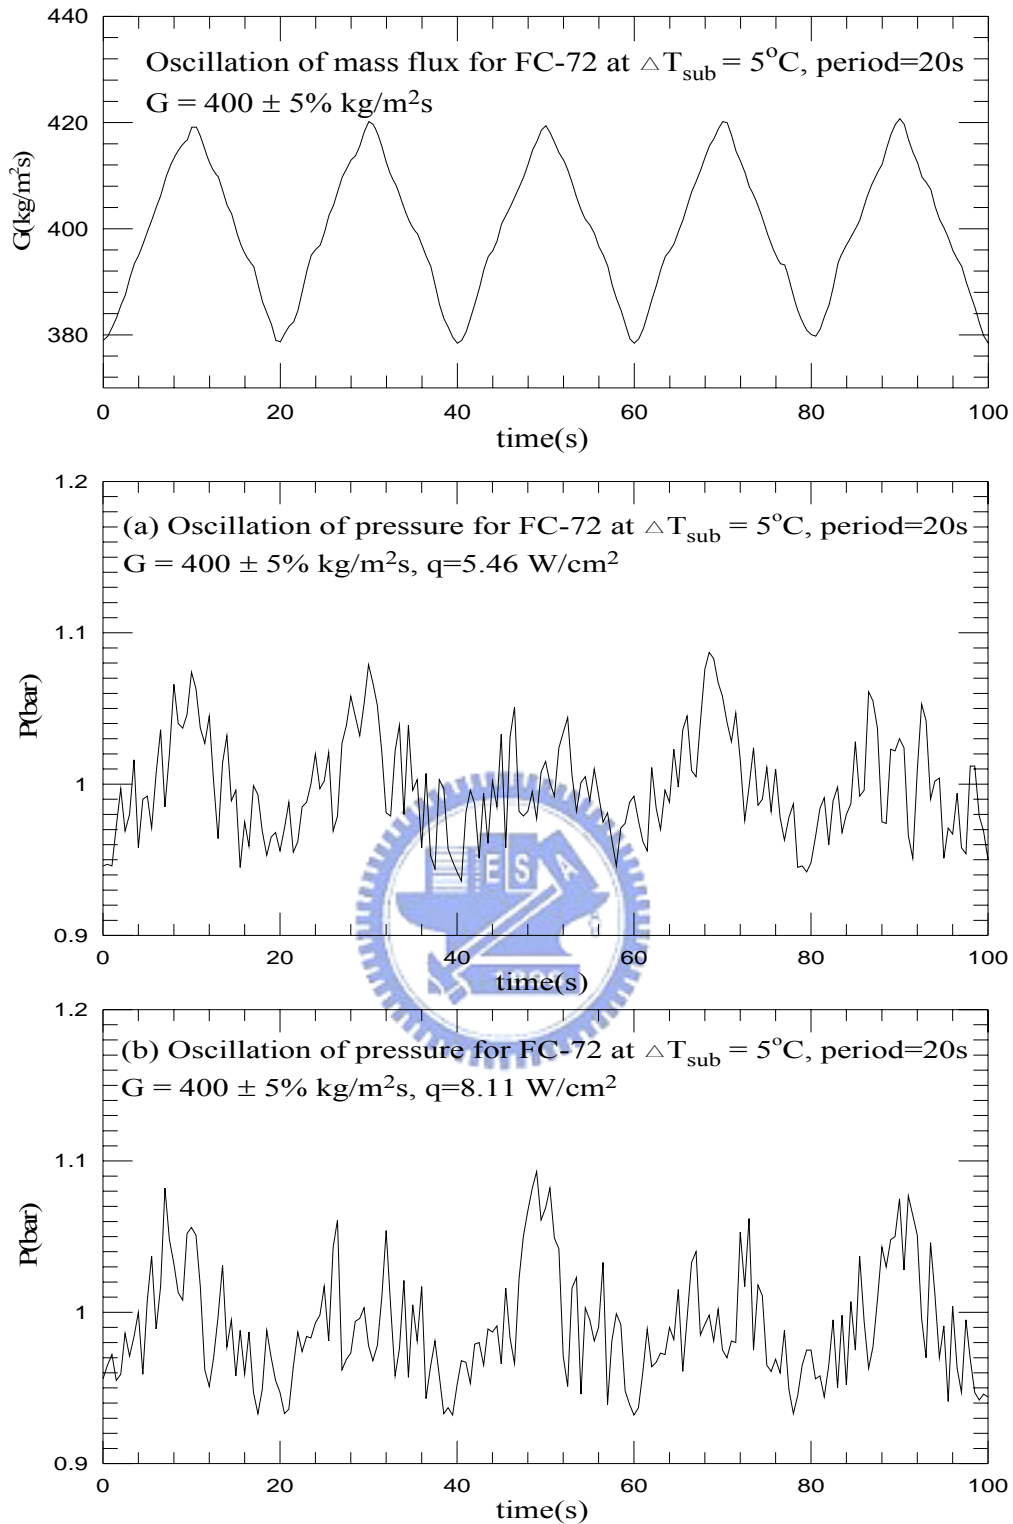 440
Oscillation of mass flux for FC-72 at △T_sub = 5°C, period=20s
G = 400 ± 5% kg/m²s
420
400
380
G(kg/m²s)
0 20 40 60 80 100
time(s)
1.2
(a) Oscillation of pressure for FC-72 at △T_sub = 5°C, period=20s
G = 400 ± 5% kg/m²s, q=5.46 W/cm²
1.1
P(bar)
1
E S A
0.9
0 20 40 60 80 100
1896
time(s)
1.2
(b) Oscillation of pressure for FC-72 at △T_sub = 5°C, period=20s
G = 400 ± 5% kg/m²s, q=8.11 W/cm²
1.1
P(bar)
1
0.9
0 20 40 60 80 100
time(s)